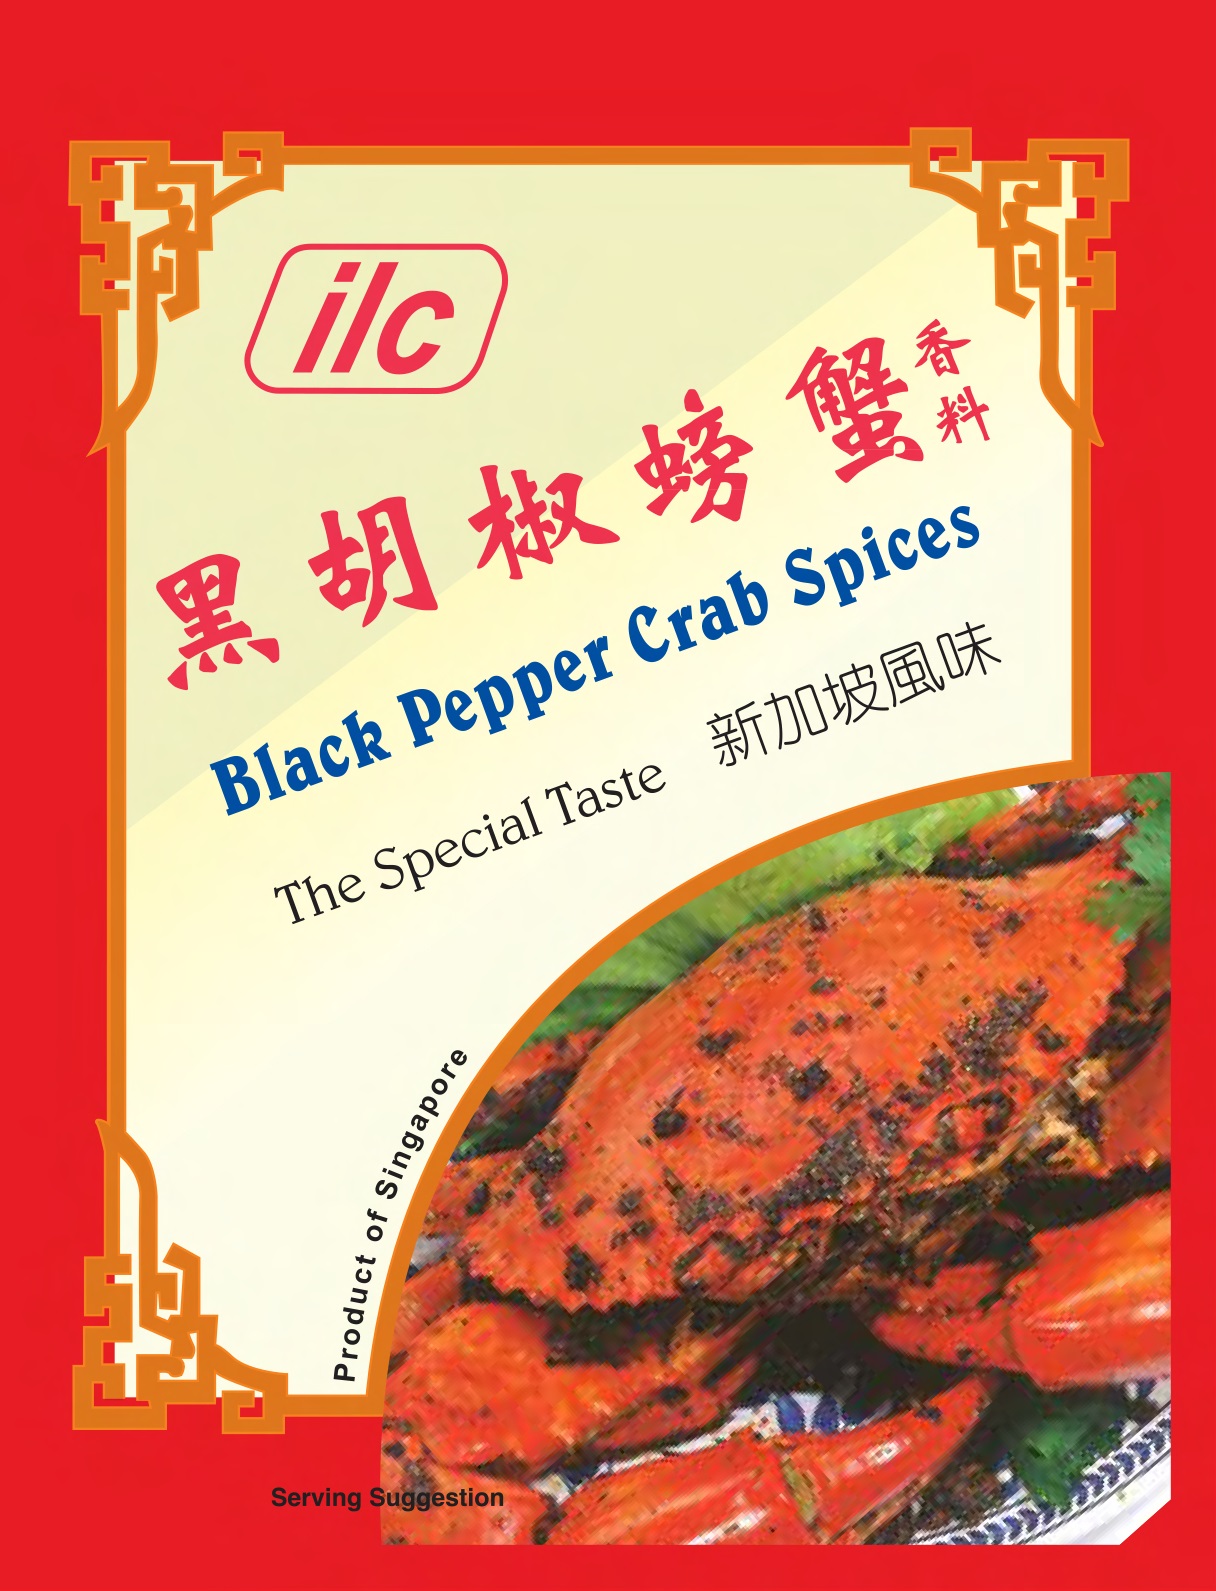 ilc
黑胡椒螃蟹香料
Black Pepper Crab Spices
The Special Taste 新加坡風味
Product of Singapore
Serving Suggestion